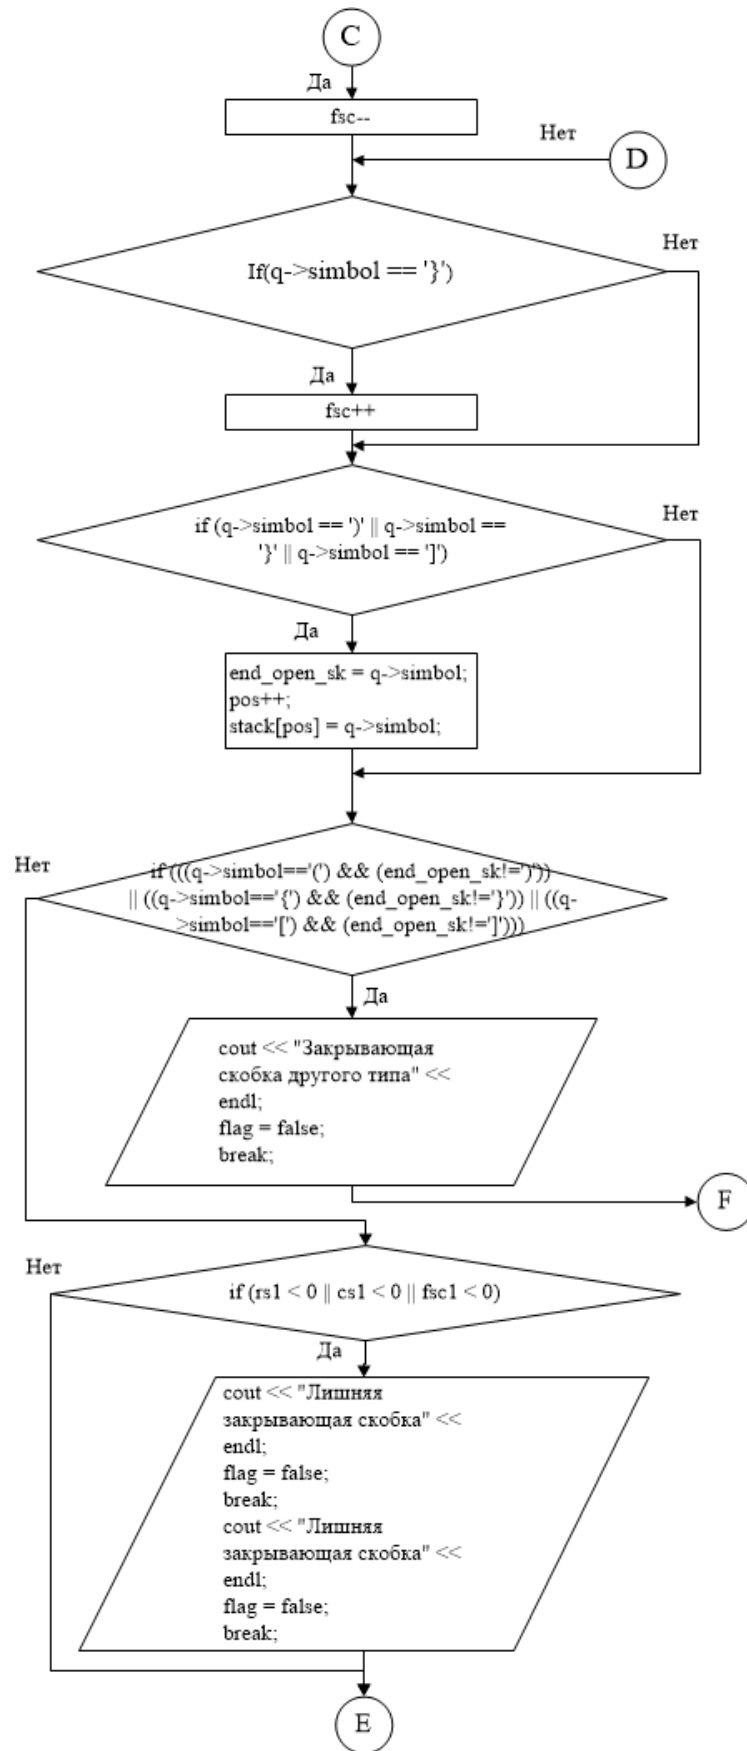 C
Да
fsc--
Нет
D
If(q->simbol == '}')
Нет
Да
fsc++
if (q->simbol == ')' || q->simbol ==
'}' || q->simbol == ']')
Нет
Да
end_open_sk = q->simbol;
pos++;
stack[pos] = q->simbol;
Нет
if (((q->simbol=='(') && (end_open_sk!=')'))
|| ((q->simbol=='{') && (end_open_sk!='}')) || ((q-
>simbol=='[') && (end_open_sk!=']')))
Да
cout << "Закрывающая
скобка другого типа" <<
endl;
flag = false;
break;
F
Нет
if (rs1 < 0 || cs1 < 0 || fsc1 < 0)
Да
cout << "Лишняя
закрывающая скобка" <<
endl;
flag = false;
break;
cout << "Лишняя
закрывающая скобка" <<
endl;
flag = false;
break;
E